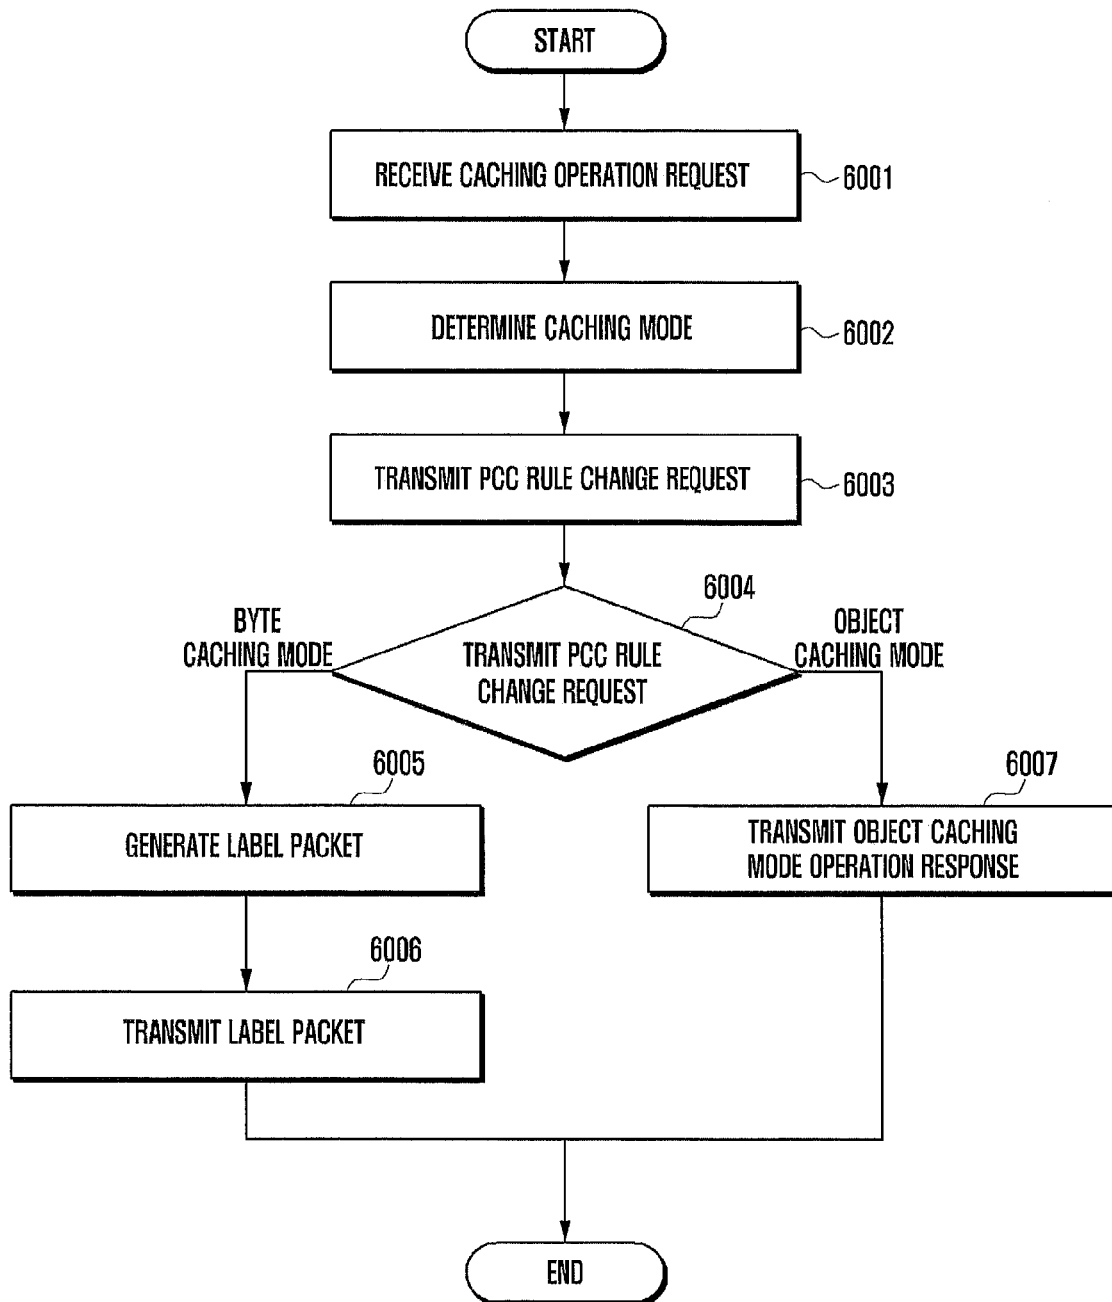 START
RECEIVE CACHING OPERATION REQUEST
6001
DETERMINE CACHING MODE
6002
TRANSMIT PCC RULE CHANGE REQUEST
6003
6004
BYTE
CACHING MODE
TRANSMIT PCC RULE
CHANGE REQUEST
OBJECT
CACHING MODE
6005
GENERATE LABEL PACKET
6007
TRANSMIT OBJECT CACHING
MODE OPERATION RESPONSE
6006
TRANSMIT LABEL PACKET
END